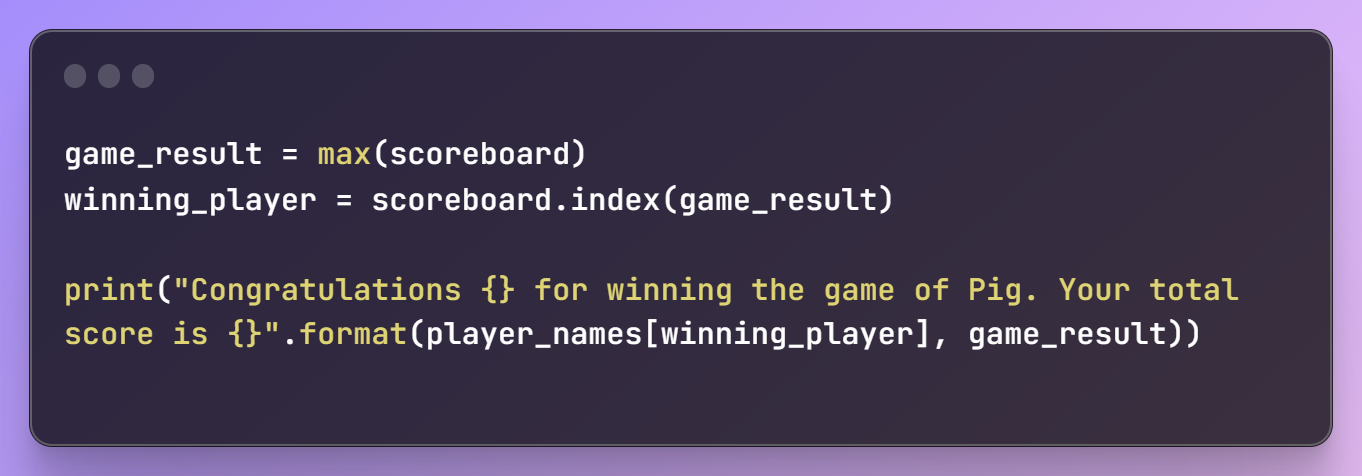 game_result = max(scoreboard)
winning_player = scoreboard.index(game_result)
print("Congratulations {} for winning the game of Pig. Your total
score is {}".format(player_names[winning_player], game_result))